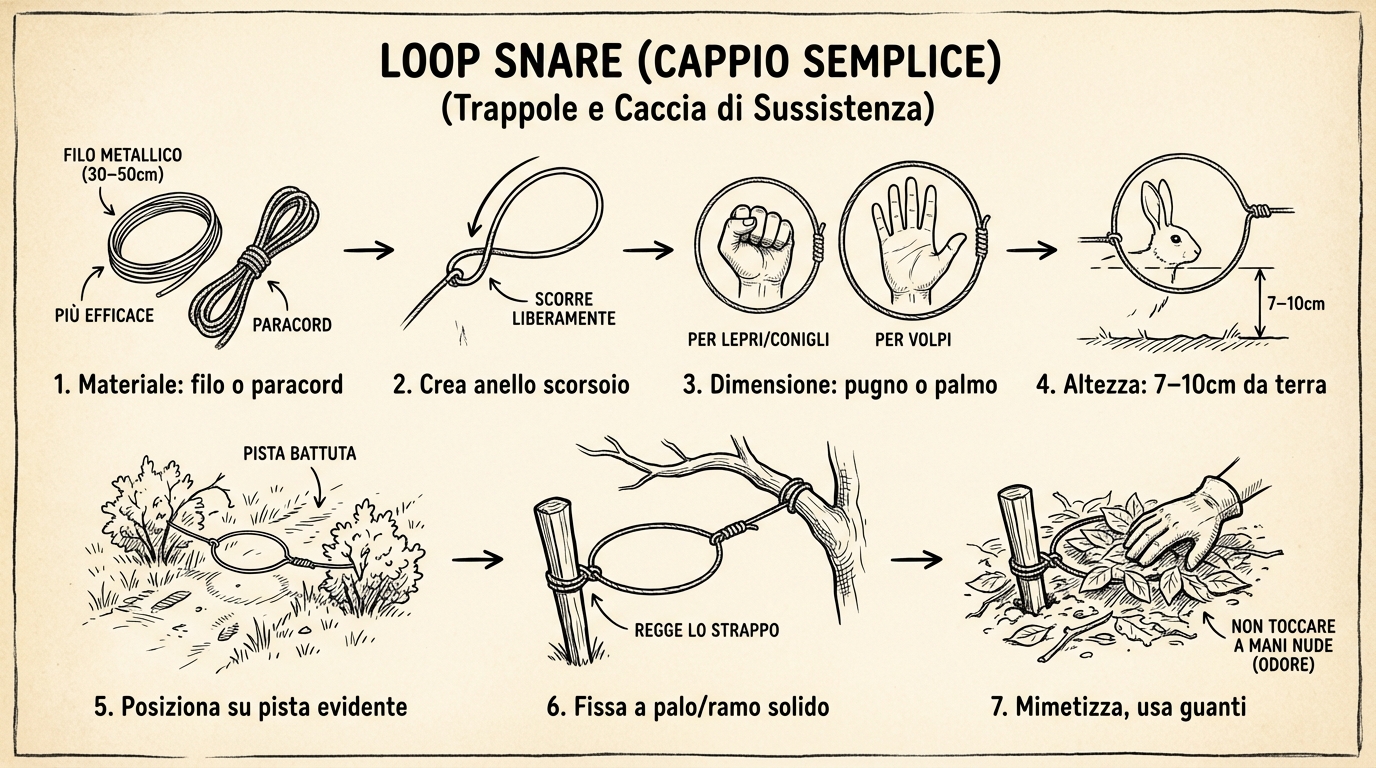 LOOP SNARE (CAPPIO SEMPLICE)
(Trappole e Caccia di Sussistenza)
FILO METALLICO
(30–50cm)
PIÙ EFFICACE
PARACORD
1. Materiale: filo o paracord
SCORRE
LIBERAMENTE
2. Crea anello scorsoio
PER LEPRI/CONIGLI
PER VOLPI
3. Dimensione: pugno o palmo
7–10cm
4. Altezza: 7–10cm da terra
PISTA BATTUTA
5. Posiziona su pista evidente
REGGE LO STRAPPO
6. Fissa a palo/ramo solido
NON TOCCARE
A MANI NUDE
(ODORE)
7. Mimetizza, usa guanti